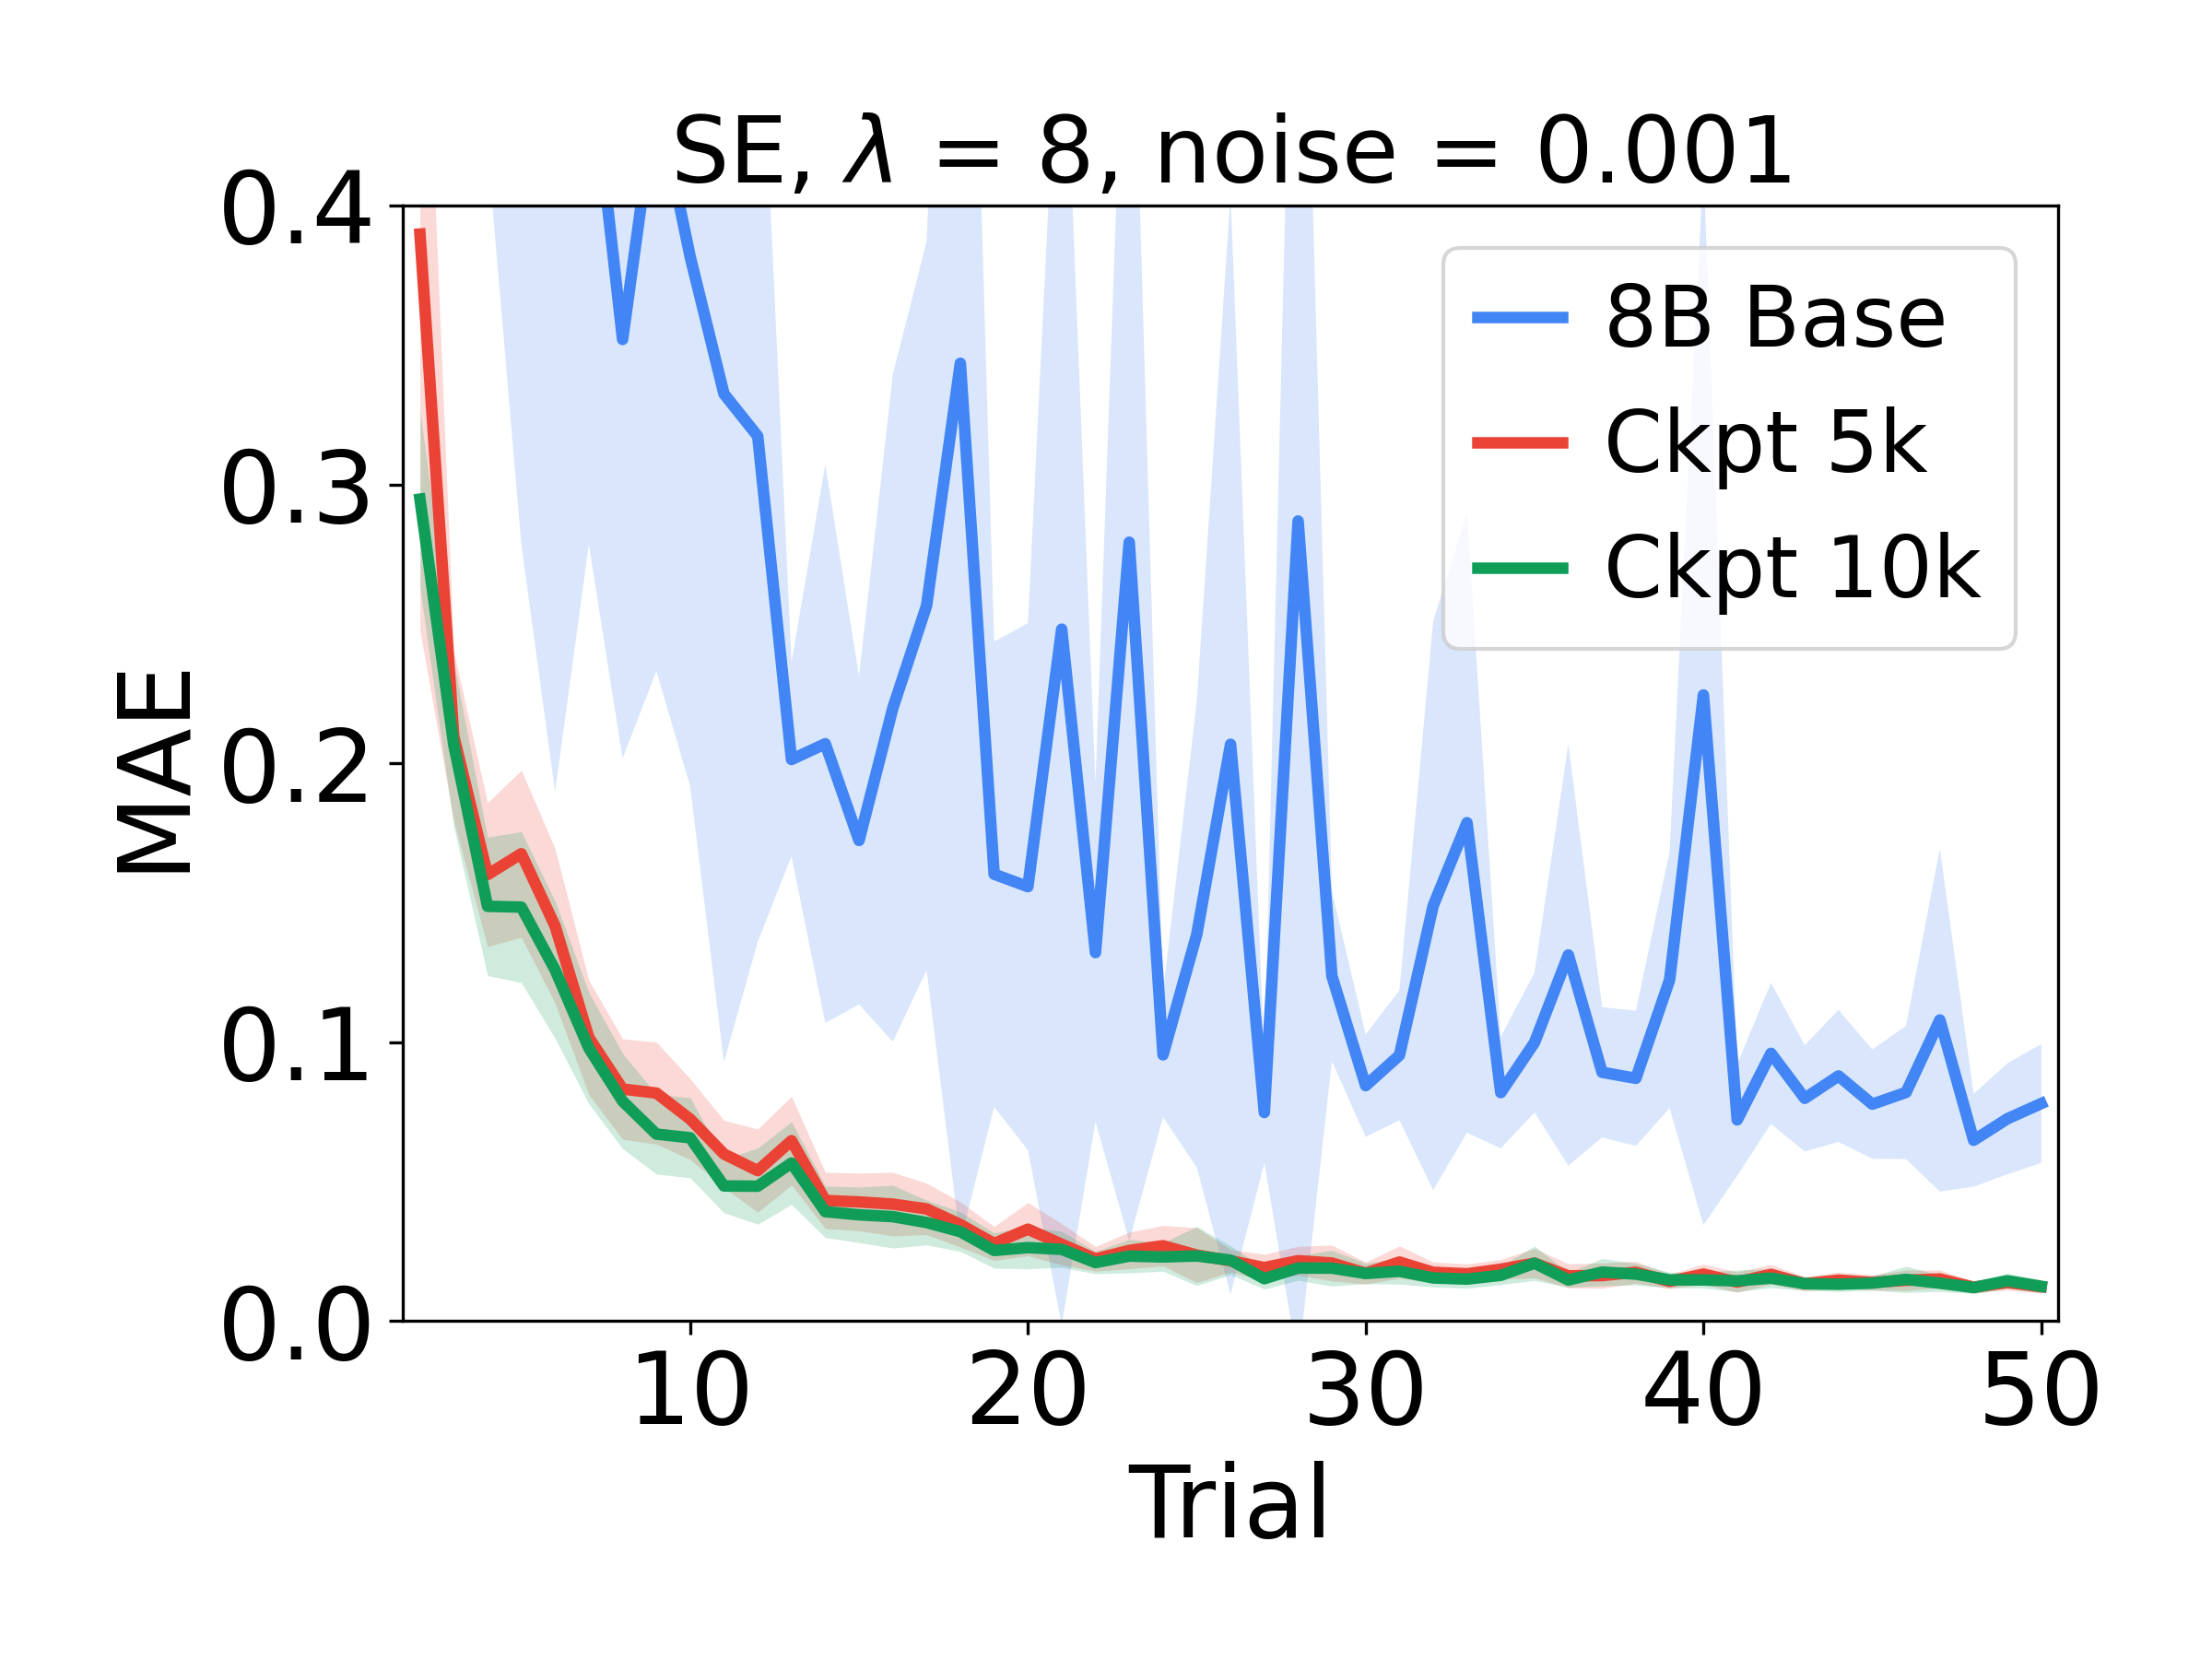 SE, λ = 8, noise = 0.001
0.4
0.3
0.2
0.1
0.0
MAE
8B Base
Ckpt 5k
Ckpt 10k
10 20 30 40 50
Trial